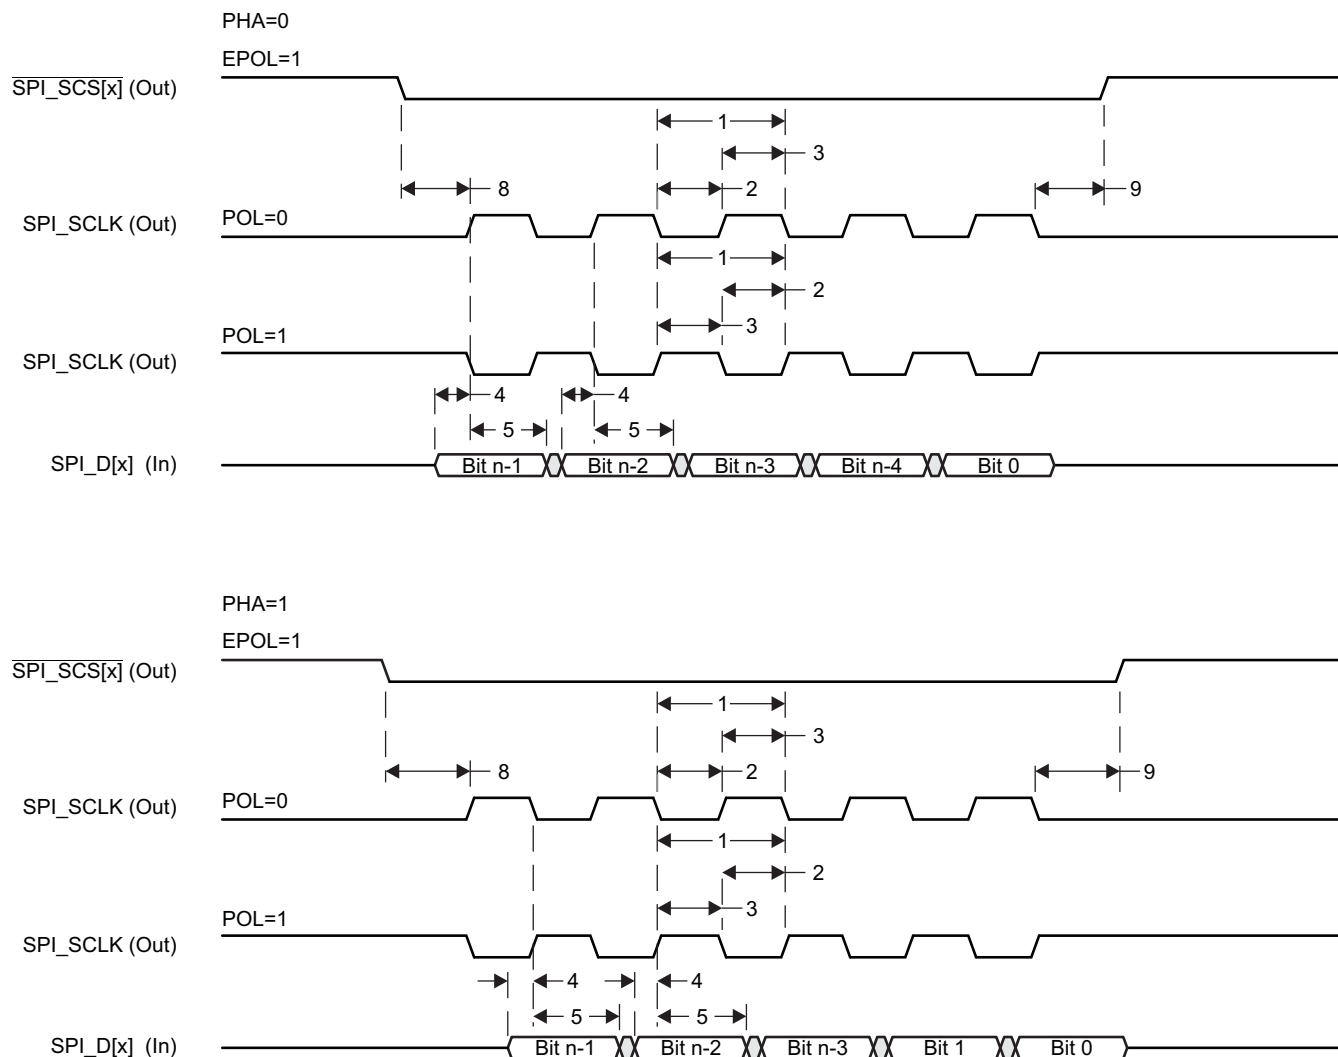 PHA=0
EPOL=1
SPI_SCS[x] (Out)
1
3
8
2
9
SPI_SCLK (Out)
POL=0
1
2
3
POL=1
SPI_SCLK (Out)
4
4
5
5
SPI_D[x] (In)
Bit n-1
Bit n-2
Bit n-3
Bit n-4
Bit 0
PHA=1
EPOL=1
SPI_SCS[x] (Out)
1
3
8
2
9
SPI_SCLK (Out)
POL=0
1
2
3
POL=1
SPI_SCLK (Out)
4
4
5
5
SPI_D[x] (In)
Bit n-1
Bit n-2
Bit n-3
Bit 1
Bit 0